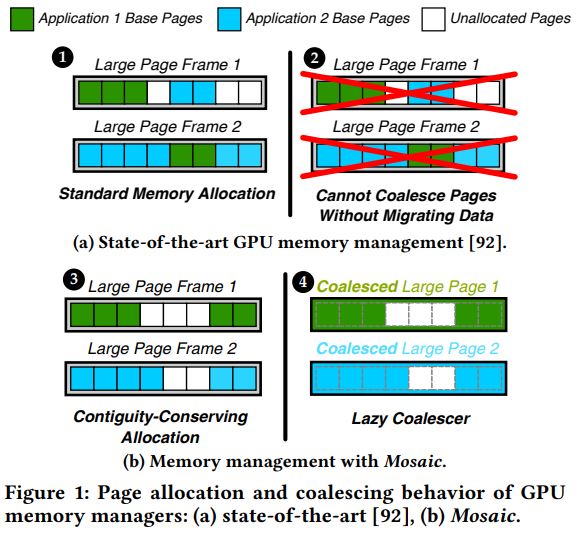 Application 1 Base Pages
Application 2 Base Pages
Unallocated Pages
1
Large Page Frame 1
Large Page Frame 2
Standard Memory Allocation
2
Large Page Frame 1
Large Page Frame 2
Cannot Coalesce Pages
Without Migrating Data
(a) State-of-the-art GPU memory management [92].
3
Large Page Frame 1
Large Page Frame 2
Contiguity-Conserving
Allocation
4
Coalesced Large Page 1
Coalesced Large Page 2
Lazy Coalescer
(b) Memory management with Mosaic.
Figure 1: Page allocation and coalescing behavior of GPU
memory managers: (a) state-of-the-art [92], (b) Mosaic.